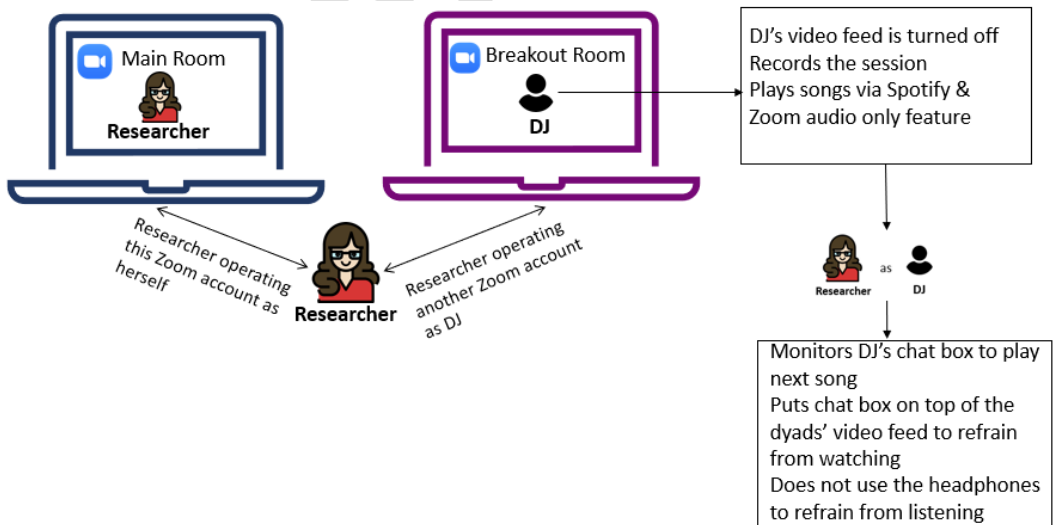 Main Room
Researcher
Breakout Room
DJ
DJ's video feed is turned off
Records the session
Plays songs via Spotify &
Zoom audio only feature
Researcher operating
this Zoom account as
herself
Researcher
Researcher operating
another Zoom account
as DJ
Researcher
as
DJ
Monitors DJ's chat box to play
next song
Puts chat box on top of the
dyads' video feed to refrain
from watching
Does not use the headphones
to refrain from listening